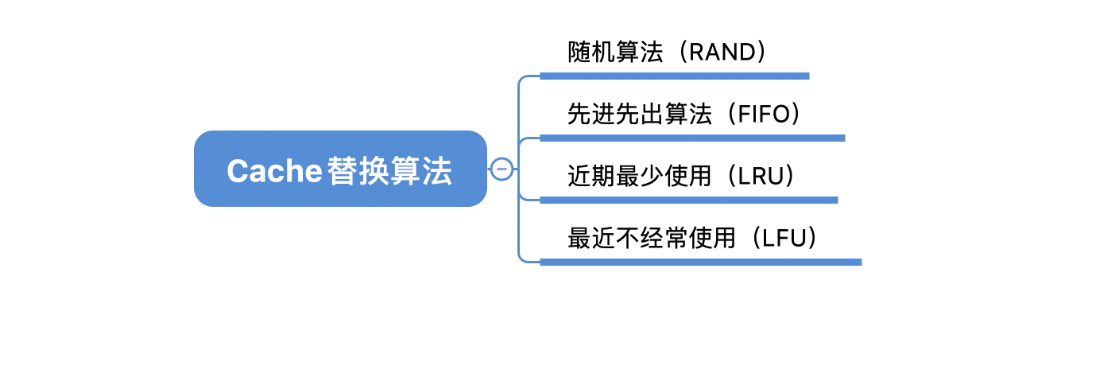 Cache替换算法
随机算法（RAND）
先进先出算法（FIFO）
近期最少使用（LRU）
最近不经常使用（LFU）